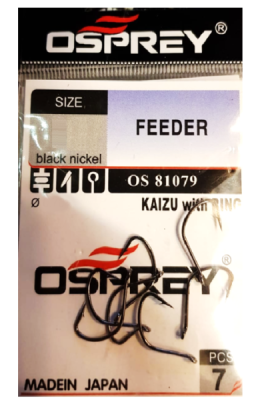 OSPREY®
SIZE
FEEDER
black nickel
OS 81079
Ø
KAIZU with RING
OSPREY
PCS
7
MADEIN JAPAN